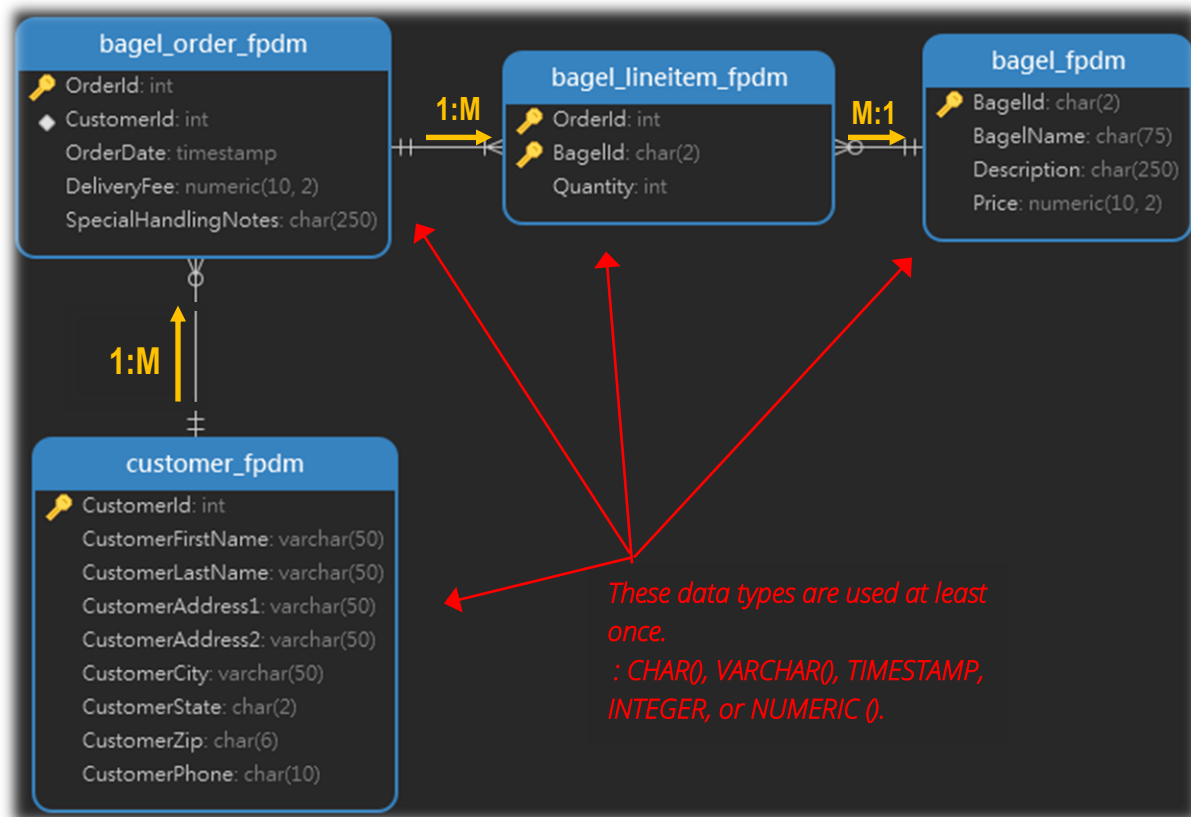 bagel_order_fpdm
OrderId: int
CustomerId: int
OrderDate: timestamp
DeliveryFee: numeric(10, 2)
SpecialHandlingNotes: char(250)
1:M
bagel_lineitem_fpdm
OrderId: int
BagelId: char(2)
Quantity: int
M:1
bagel_fpdm
BagelId: char(2)
BagelName: char(75)
Description: char(250)
Price: numeric(10, 2)
1:M
customer_fpdm
CustomerId: int
CustomerFirstName: varchar(50)
CustomerLastName: varchar(50)
CustomerAddress1: varchar(50)
CustomerAddress2: varchar(50)
CustomerCity: varchar(50)
CustomerState: char(2)
CustomerZip: char(6)
CustomerPhone: char(10)
These data types are used at least
once.
: CHAR(), VARCHAR(), TIMESTAMP,
INTEGER, or NUMERIC ().